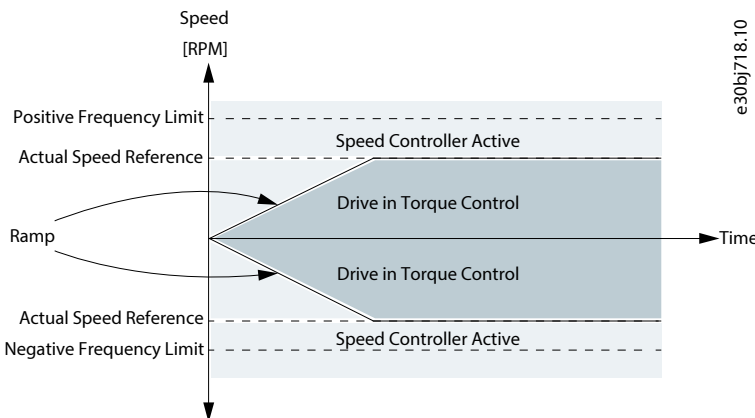 Speed
[RPM]
e30bj718.10
Positive Frequency Limit
Speed Controller Active
Actual Speed Reference
Drive in Torque Control
Ramp
Time
Drive in Torque Control
Actual Speed Reference
Speed Controller Active
Negative Frequency Limit